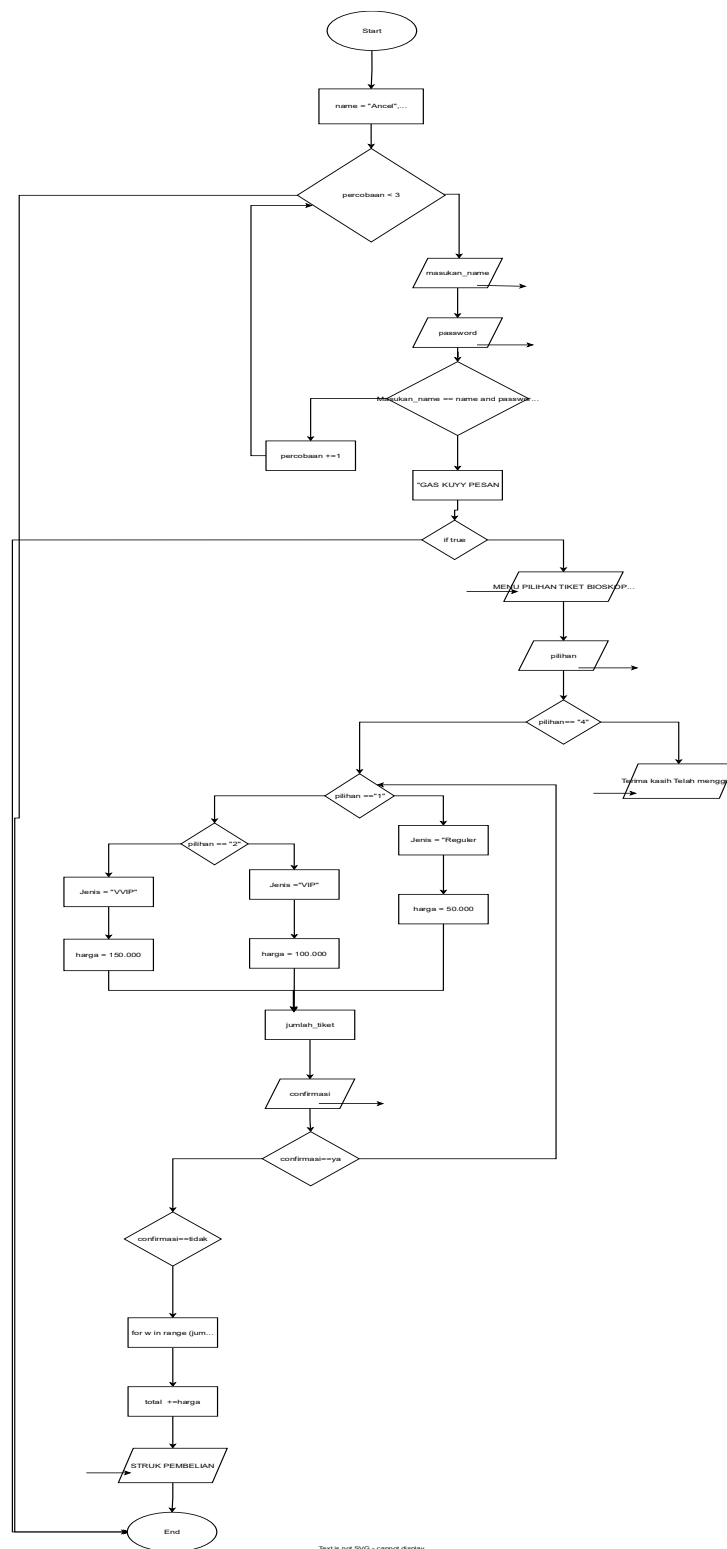 Start
name = "Ancel",...
percobaan < 3
masukan_name
password
Masukan_name == name and passwor...
percobaan +=1
"GAS KUYY PESAN
if true
MENU PILIHAN TIKET BIOSKOP...
pilihan
pilihan== "4"
Terima kasih Telah mengg
pilihan =="1"
Jenis = "Reguler
pilihan == "2"
Jenis ="VVIP"
Jenis ="VIP"
harga = 50.000
harga = 150.000
harga = 100.000
jumlah_tiket
confirmasi
confirmasi==ya
confirmasi==tidak
for w in range (jum...
total +=harga
STRUK PEMBELIAN
End
Text is not SVG - cannot display